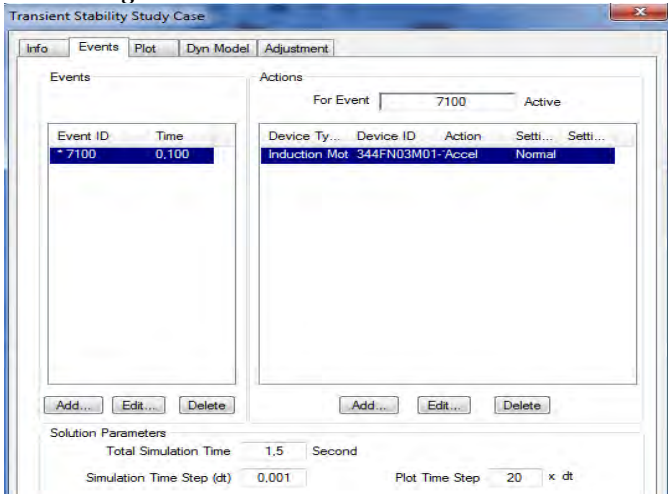 Transient Stability Study Case
Info Events Plot Dyn Model Adjustment
Events Actions
For Event 7100 Active
Event ID Time Device Ty... Device ID Action Setti... Setti...
* 7100 0,100 Induction Mot 344FN03M01-'Accel Normal
Add... Edit... Delete Add... Edit... Delete
Solution Parameters
Total Simulation Time 1,5 Second
Simulation Time Step (dt) 0,001 Plot Time Step 20 x dt